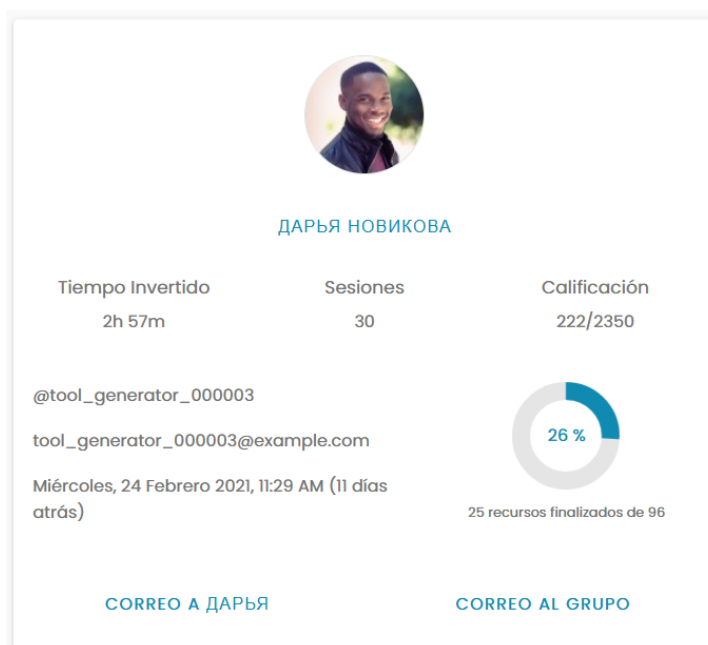 ДАРЬЯ НОВИКОВА
Tiempo Invertido
Sesiones
Calificación
2h 57m
30
222/2350
@tool_generator_000003
tool_generator_000003@example.com
Miércoles, 24 Febrero 2021, 11:29 AM (11 días
atrás)
26 %
25 recursos finalizados de 96
CORREO A ДАРЬЯ
CORREO AL GRUPO